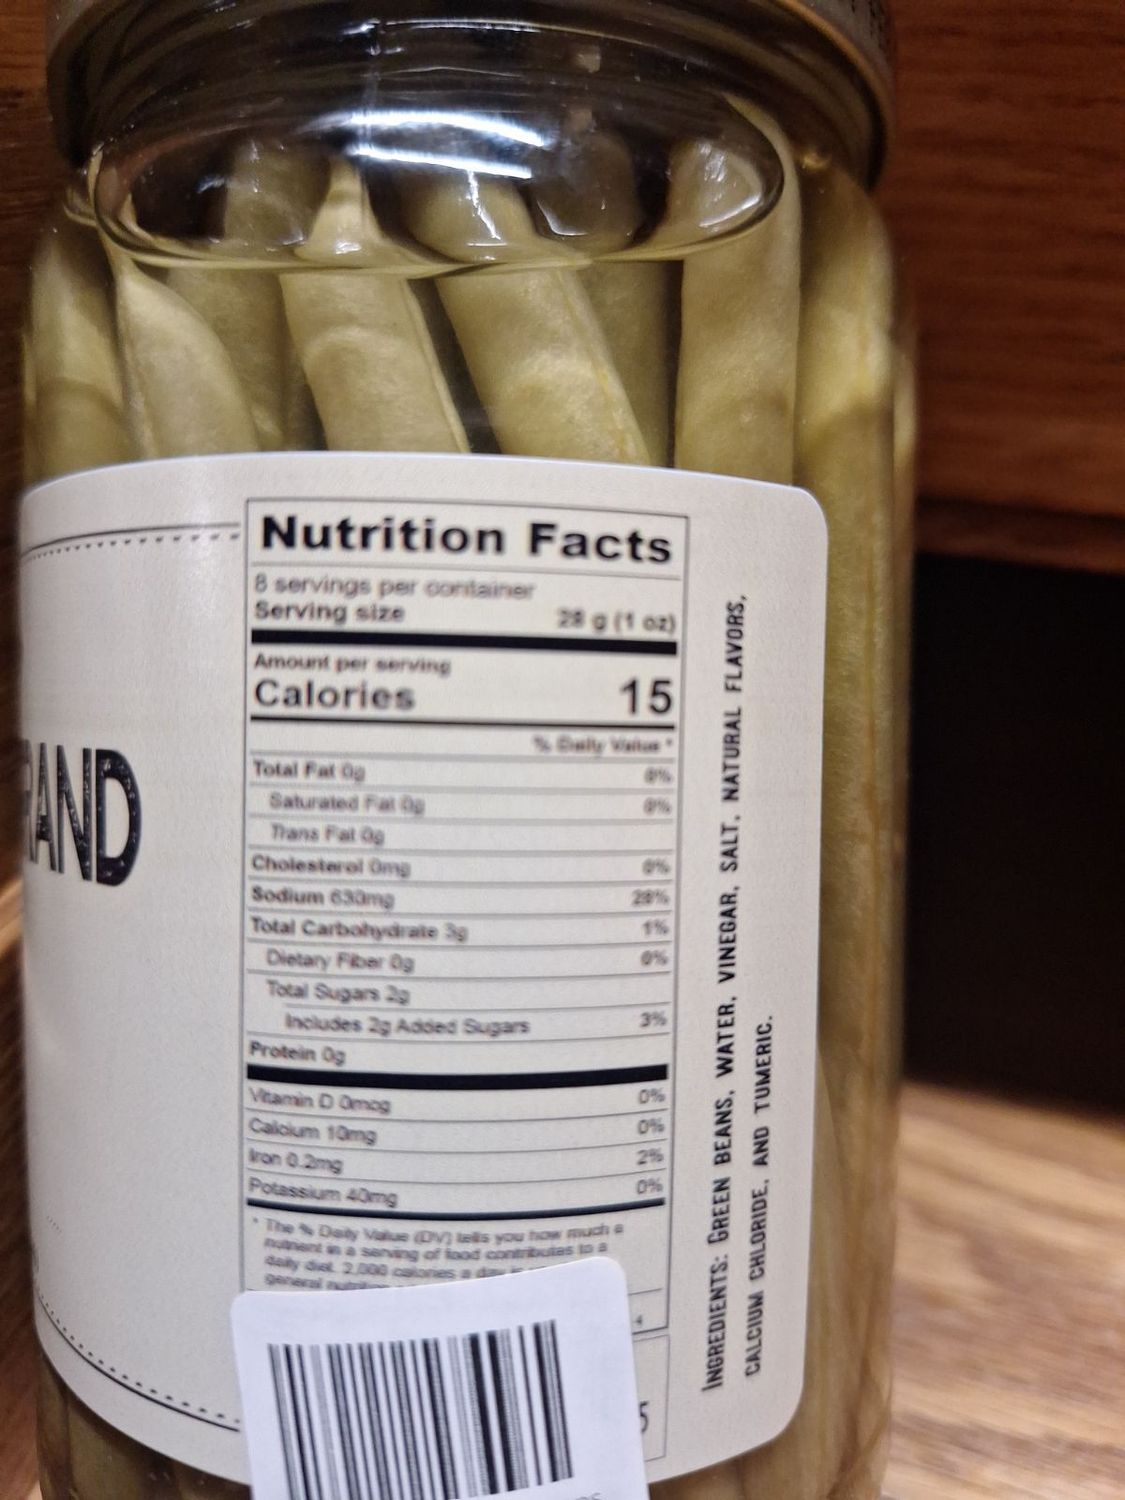 RAND
Nutrition Facts
8 servings per container
Serving size 28 g (1 oz)
Amount per serving
Calories 15
% Daily Value *
Total Fat 0g 0%
Saturated Fat 0g 0%
Trans Fat 0g
Cholesterol 0mg 0%
Sodium 630mg 28%
Total Carbohydrate 3g 1%
Dietary Fiber 0g 0%
Total Sugars 2g
Includes 2g Added Sugars 3%
Protein 0g
Vitamin D 0mcg 0%
Calcium 10mg 0%
Iron 0.2mg 2%
Potassium 40mg 0%
* The % Daily Value (DV) tells you how much a
nutrient in a serving of food contributes to a
daily diet. 2,000 calories a day
general nutrition
4
5
INGREDIENTS: GREEN BEANS, WATER, VINEGAR, SALT, NATURAL FLAVORS,
CALCIUM CHLORIDE, AND TUMERIC.